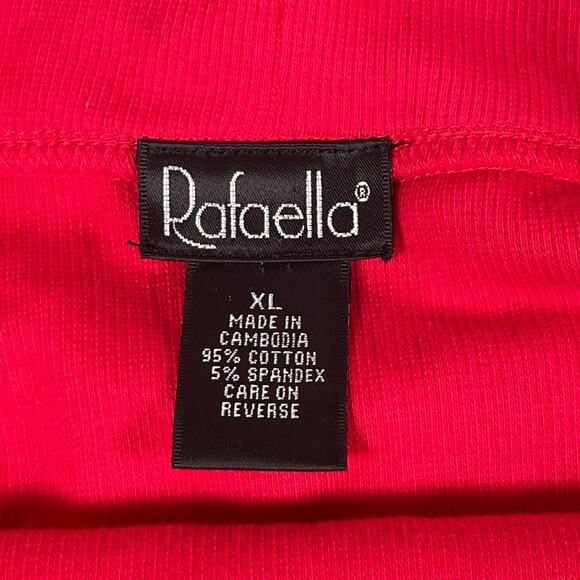 Rafaella®
XL
MADE IN
CAMBODIA
95% COTTON
5% SPANDEX
CARE ON
REVERSE